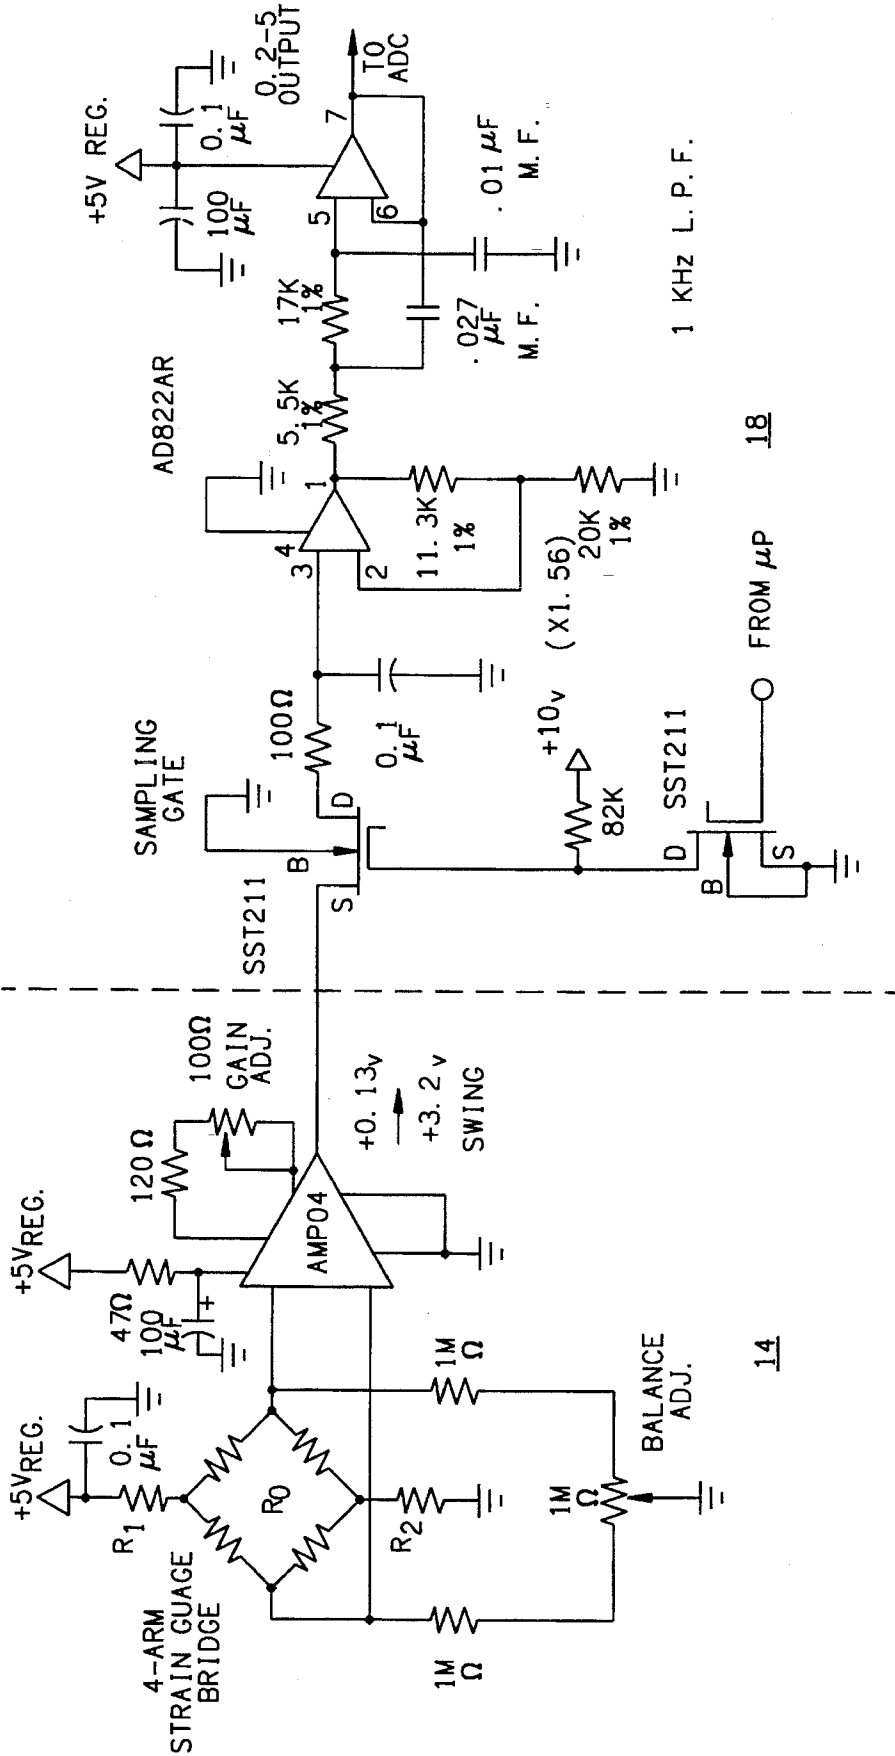 4-ARM
STRAIN GUAGE
BRIDGE
+5VREG.
0.1
µF
R1
R0
R2
1M
Ω
1M
Ω
1M
Ω
BALANCE
ADJ.
14
+5VREG.
47Ω
100
µF
+
120Ω
100Ω
GAIN
ADJ.
AMP04
+0.13v
+3.2v
SWING
SST211
SAMPLING
GATE
B
S
D
100Ω
0.1
µF
+10v
82K
SST211
D
B
S
FROM µP
18
AD822AR
4
3
2
1
11.3K
1%
(X1.56)
20K
1%
5.5K
1%
17K
1%
.027
µF
M.F.
.01 µF
M.F.
5
6
7
+5V REG.
100
µF
0.1
µF
0.2-5
OUTPUT
TO
ADC
1 KHz L.P.F.